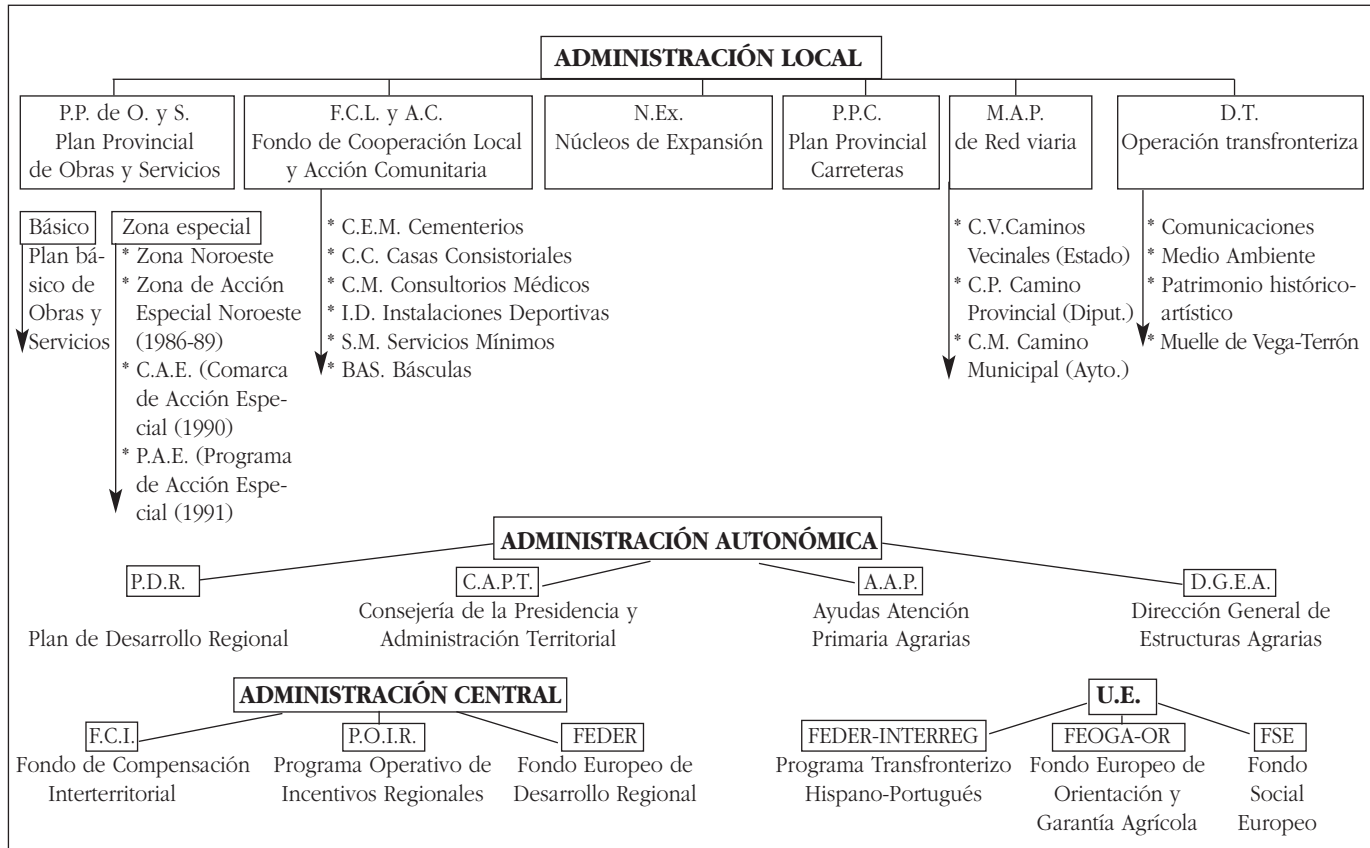 ADMINISTRACIÓN LOCAL
P.P. de O. y S.
Plan Provincial
de Obras y Servicios
F.C.L. y A.C.
Fondo de Cooperación Local
y Acción Comunitaria
N.Ex.
Núcleos de Expansión
P.P.C.
Plan Provincial
Carreteras
M.A.P.
de Red viaria
D.T.
Operación transfronteriza
Básico
Plan bá-
sico de
Obras y
Servicios
Zona especial
* Zona Noroeste
* Zona de Acción
Especial Noroeste
(1986-89)
* C.A.E. (Comarca
de Acción Espe-
cial (1990)
* P.A.E. (Programa
de Acción Espe-
cial (1991)
* C.E.M. Cementerios
* C.C. Casas Consistoriales
* C.M. Consultorios Médicos
* I.D. Instalaciones Deportivas
* S.M. Servicios Mínimos
* BAS. Básculas
* C.V.Caminos
Vecinales (Estado)
* C.P. Camino
Provincial (Diput.)
* C.M. Camino
Municipal (Ayto.)
* Comunicaciones
* Medio Ambiente
* Patrimonio histórico-
artístico
* Muelle de Vega-Terrón
ADMINISTRACIÓN AUTONÓMICA
P.D.R.
Plan de Desarrollo Regional
C.A.P.T.
Consejería de la Presidencia y
Administración Territorial
A.A.P.
Ayudas Atención
Primaria Agrarias
D.G.E.A.
Dirección General de
Estructuras Agrarias
ADMINISTRACIÓN CENTRAL
F.C.I.
Fondo de Compensación
Interterritorial
P.O.I.R.
Programa Operativo de
Incentivos Regionales
FEDER
Fondo Europeo de
Desarrollo Regional
U.E.
FEDER-INTERREG
Programa Transfronterizo
Hispano-Portugués
FEOGA-OR
Fondo Europeo de
Orientación y
Garantía Agrícola
FSE
Fondo
Social
Europeo